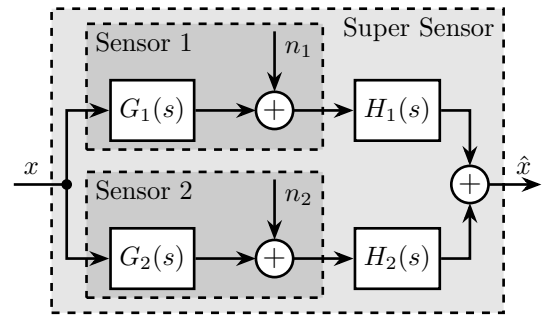 Super Sensor
Sensor 1
n₁
G₁(s)
+
H₁(s)
x
+
x̂
Sensor 2
n₂
G₂(s)
+
H₂(s)